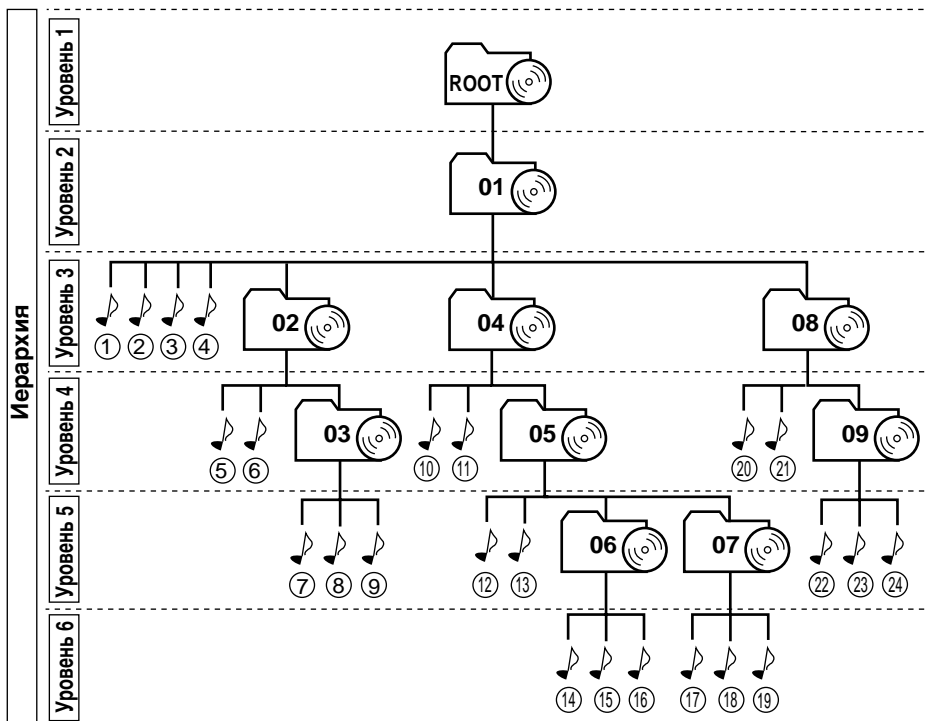 Иерархия
Уровень 1
ROOT
Уровень 2
01
Уровень 3
02 04 08
① ② ③ ④
Уровень 4
03 05 09
⑤ ⑥ ⑩ ⑪ ⑳ ㉑
Уровень 5
06 07
⑦ ⑧ ⑨ ⑫ ⑬ ㉒ ㉓ ㉔
Уровень 6
⑭ ⑮ ⑯ ⑰ ⑱ ⑲